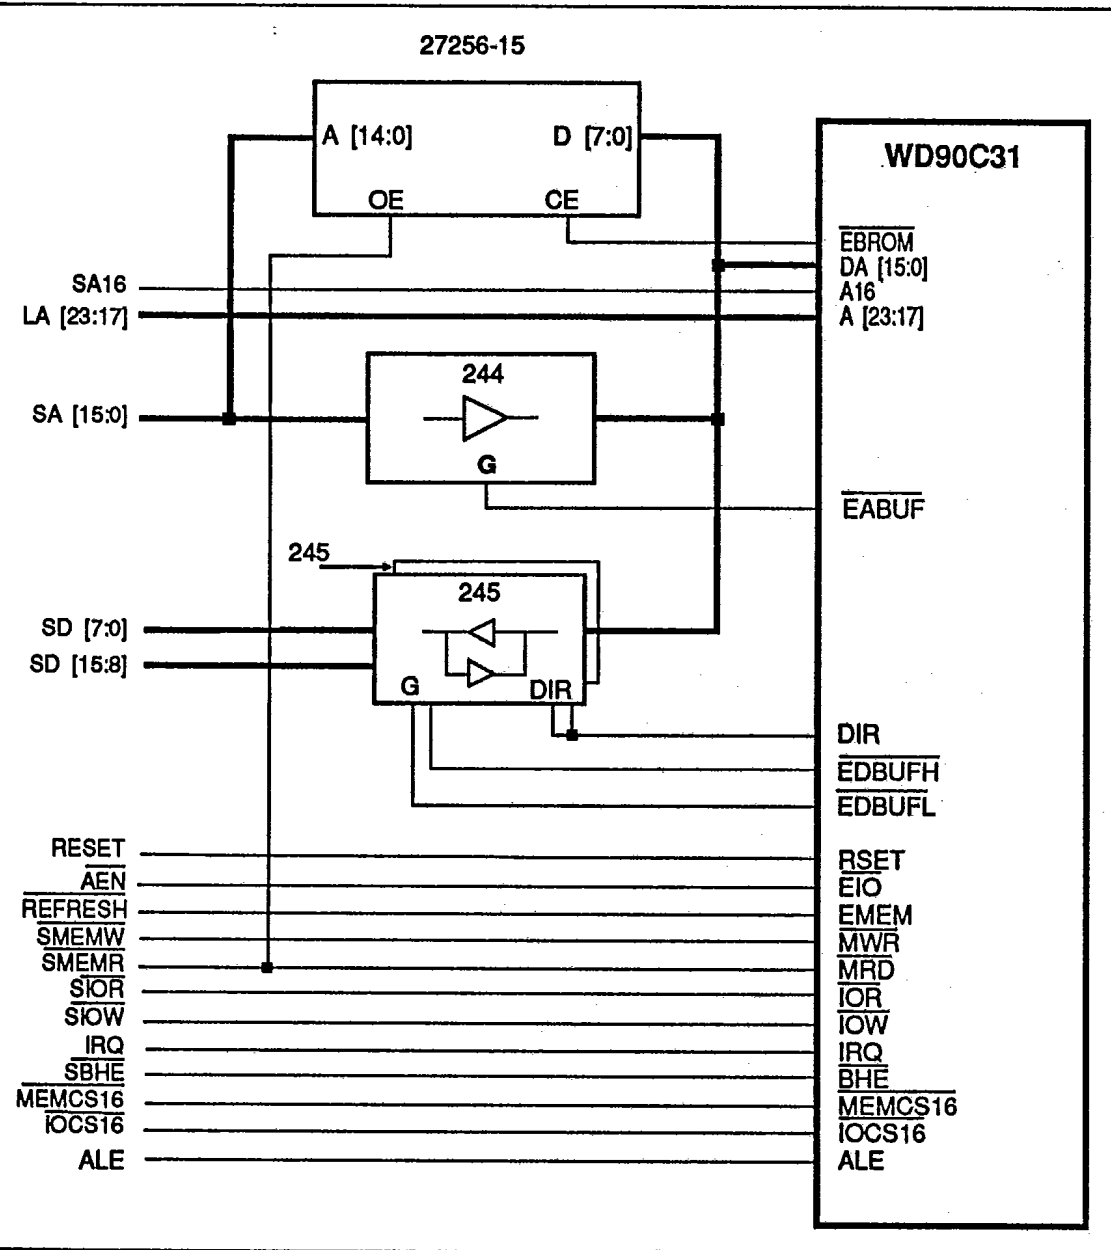 27256-15
A [14:0] D [7:0]
OE CE
WD90C31
EBROM
DA [15:0]
SA16 A16
LA [23:17] A [23:17]
244
SA [15:0]
G
EABUF
245
245
SD [7:0]
SD [15:8]
G DIR
DIR
EDBUFH
EDBUFL
RESET RSET
AEN EIO
REFRESH EMEM
SMEMW MWR
SMEMR MRD
SIOR IOR
SIOW IOW
IRQ IRQ
SBHE BHE
MEMCS16 MEMCS16
IOCS16 IOCS16
ALE ALE